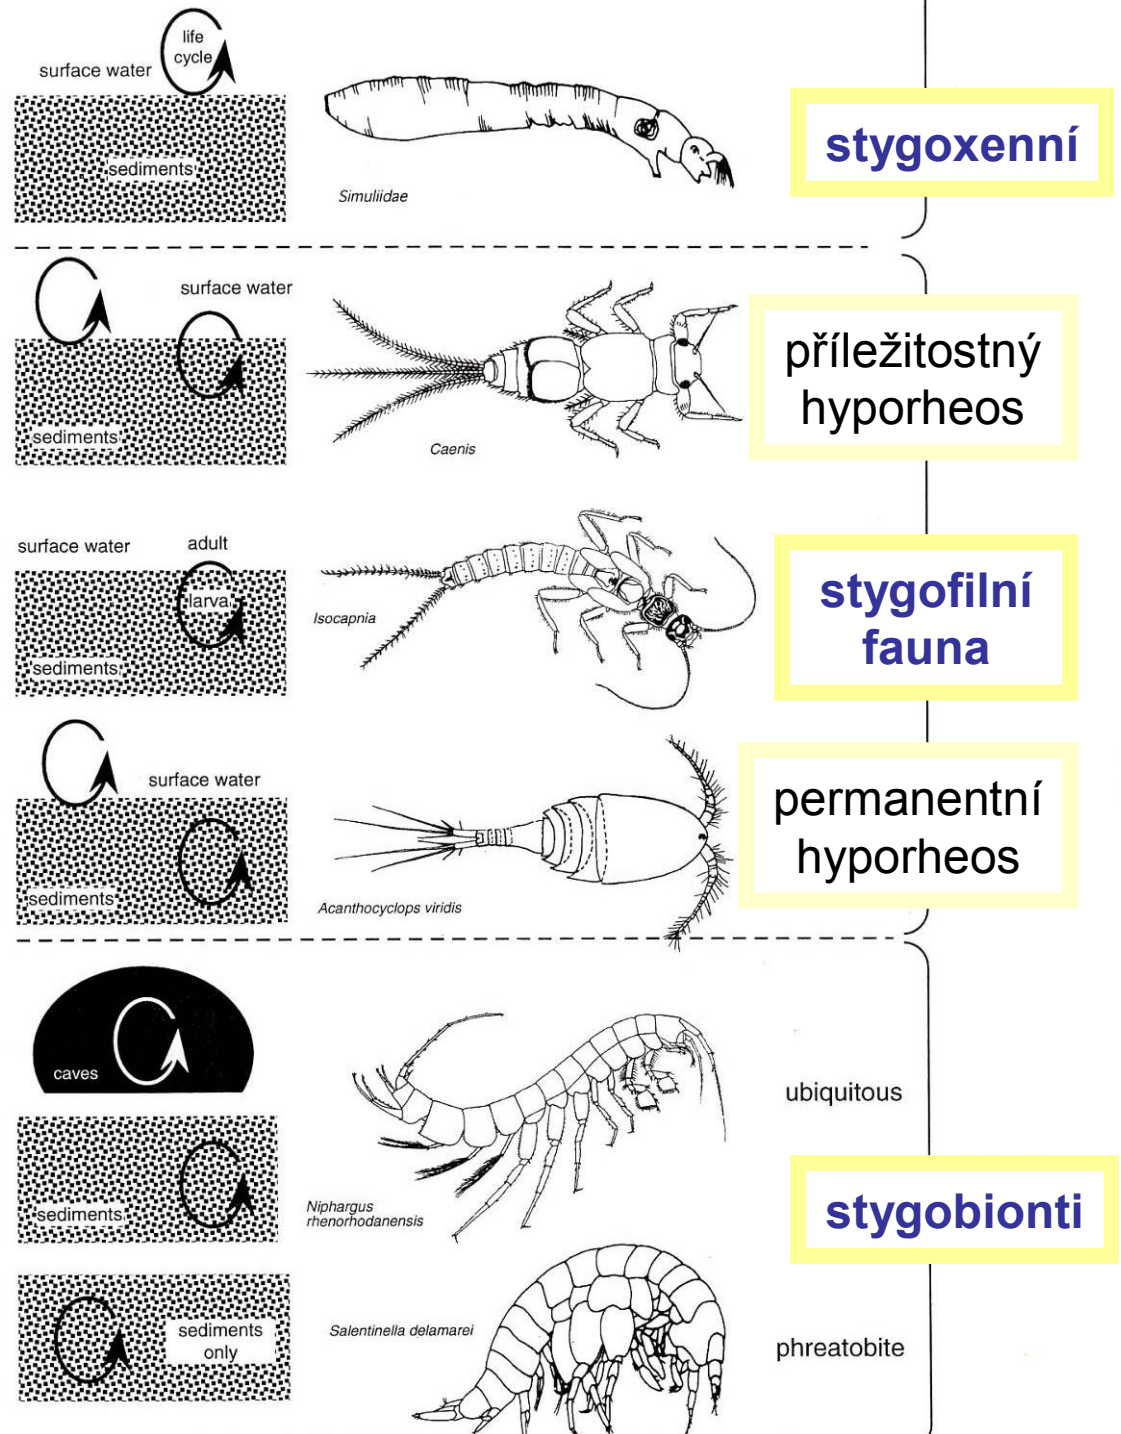 life
cycle
surface water
sediments
Simuliidae
stygoxenní
surface water
sediments
Caenis
příležitostný
hyporheos
surface water
adult
larva
sediments
Isocapnia
stygofilní
fauna
surface water
sediments
Acanthocyclops viridis
permanentní
hyporheos
caves
sediments
Niphargus
rhenorhodanensis
ubiquitous
stygobionti
sediments
only
Salentinella delamarei
phreatobite